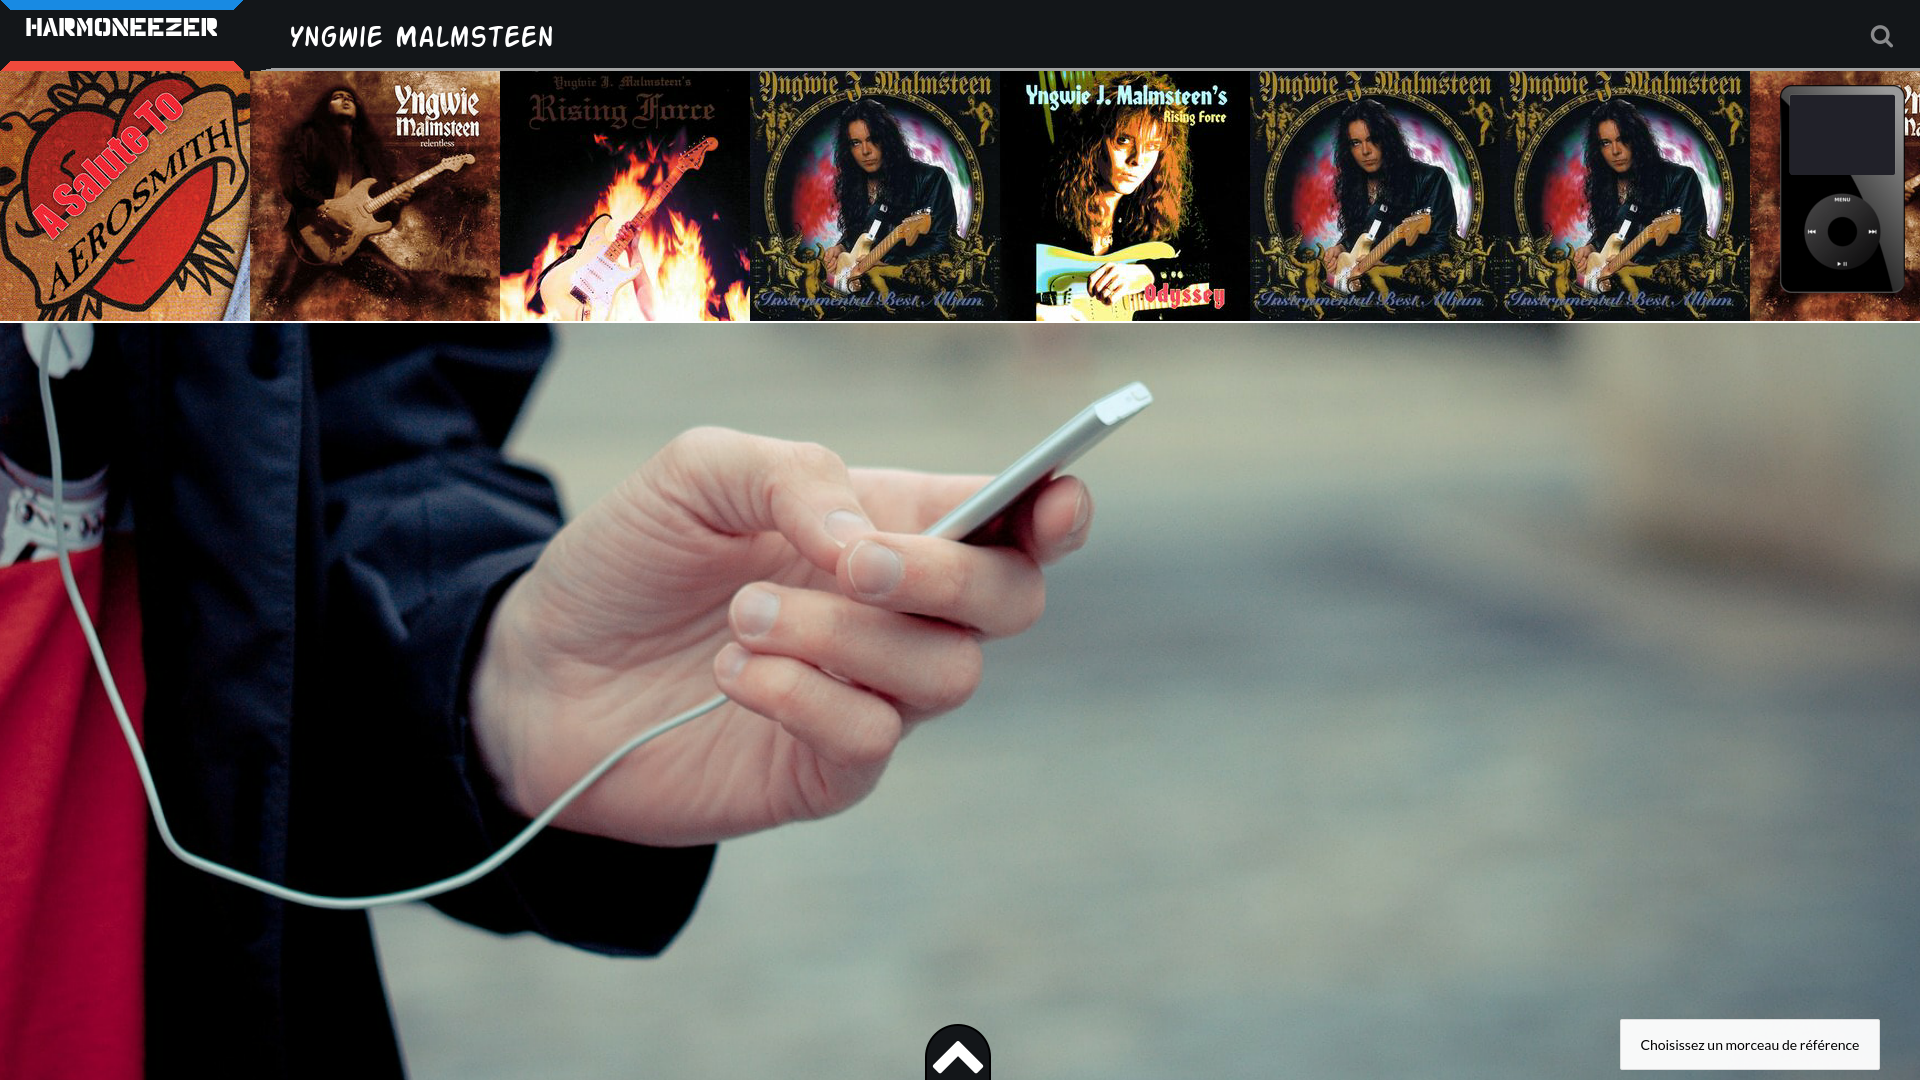 HARMONEEZER
YNGWIE MALMSTEEN
A Salute To
AEROSMITH
Yngwie
Malmsteen
relentless
Yngwie J. Malmsteen's
Rising Force
Yngwie J. Malmsteen
Instrumental Best Album
Yngwie J. Malmsteen's
Rising Force
Odyssey
Yngwie J. Malmsteen
Instrumental Best Album
Yngwie J. Malmsteen
Instrumental Best Album
MENU
Choisissez un morceau de référence